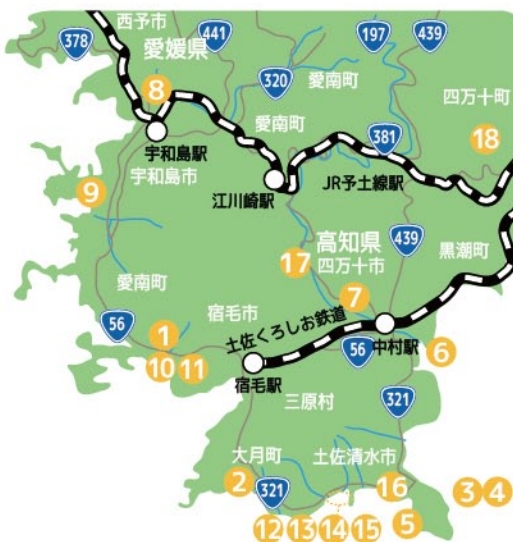 西予市
378
愛媛県
441
197
439
320
愛南町
四万十町
8
愛南町
381
18
宇和島駅
宇和島市
JR予土線駅
江川崎駅
9
高知県
439
四万十市
黒潮町
17
愛南町
7
宿毛市
土佐くろしお鉄道
56
1
中村駅
56
6
10
11
宿毛駅
三原村
321
大月町
土佐清水市
2
321
16
3
4
12
13
14
15
5